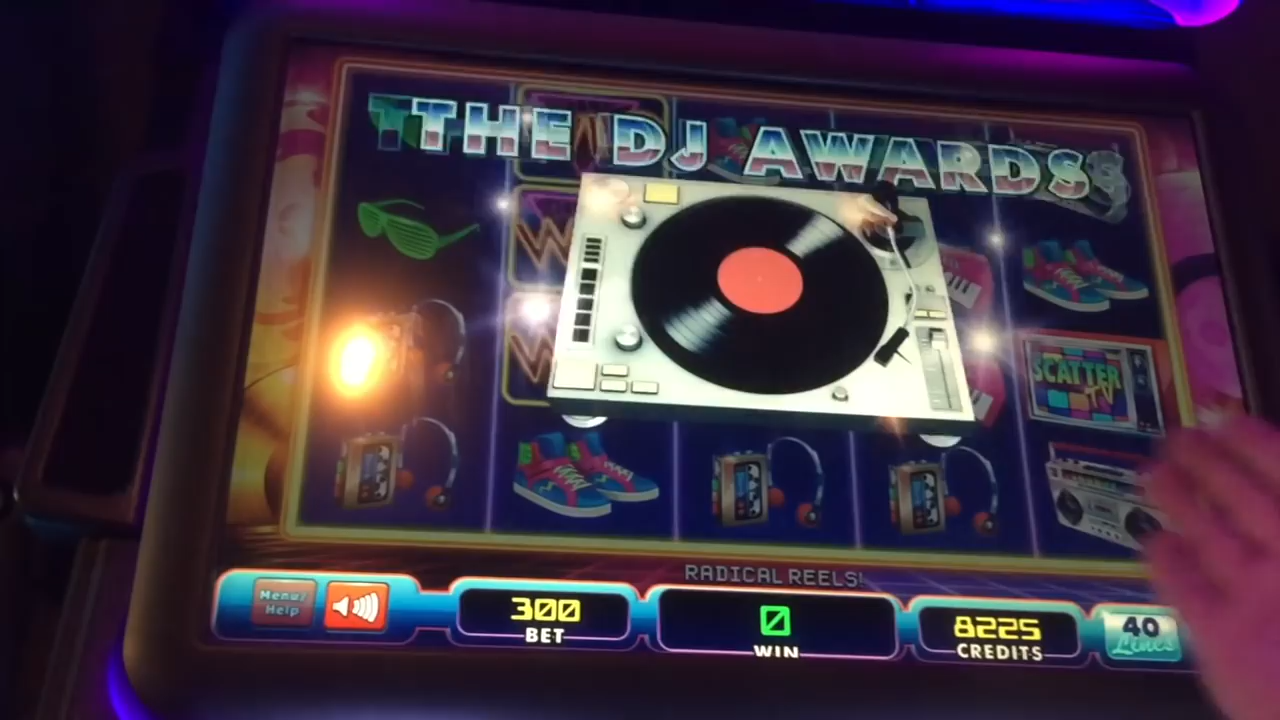 THE DJ AWARDS
SCATTER
TV
RADICAL REELS!
Menu/
Help
300
BET
0
WIN
8225
CREDITS
40
Lines